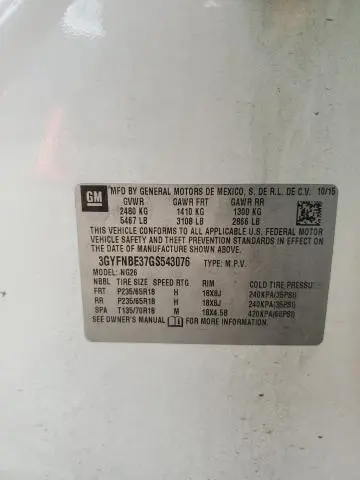 GM
MFD BY GENERAL MOTORS DE MEXICO, S. DE R.L. DE C.V. 10/15
GVWR GAWR FRT GAWR RR
2480 KG 1410 KG 1300 KG
5467 LB 3108 LB 2866 LB
THIS VEHICLE CONFORMS TO ALL APPLICABLE U.S. FEDERAL MOTOR
VEHICLE SAFETY AND THEFT PREVENTION STANDARDS IN EFFECT ON
THE DATE OF MANUFACTURE SHOWN ABOVE.
3GYFNBE37GS543076 TYPE: M.P.V.
MODEL: NG26
NBBL TIRE SIZE SPEED RTG RIM COLD TIRE PRESSURE
FRT P235/65R18 H 18X8J 240KPA(35PSI)
RR P235/65R18 H 18X8J 240KPA(35PSI)
SPA T135/70R18 M 18X4.5B 420KPA(60PSI)
SEE OWNER'S MANUAL FOR MORE INFORMATION.